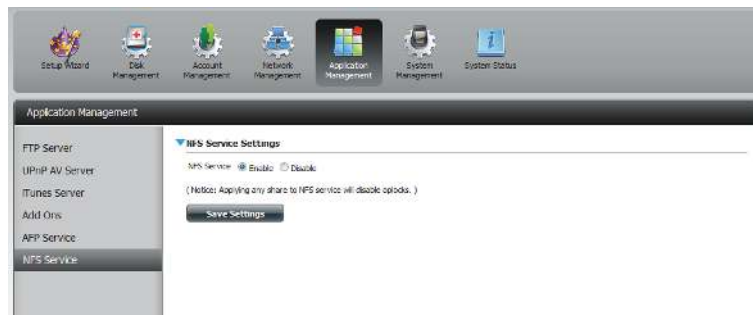 Setup Wizard
Disk
Management
Account
Management
Network
Management
Application
Management
System
Management
System Status
Application Management
FTP Server
UPnP AV Server
iTunes Server
Add Ons
AFP Service
NFS Service
NFS Service Settings
NFS Service Enable Disable
( Notice: Applying any share to NFS service will disable oplocks. )
Save Settings